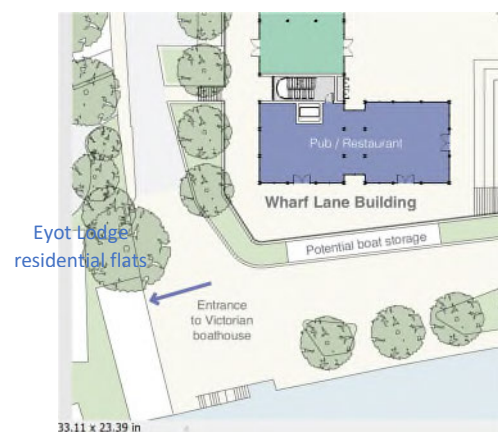 Pub / Restaurant
Wharf Lane Building
Eyot Lodge
residential flats
Potential boat storage
Entrance
to Victorian
boathouse
33.11 x 23.39 in